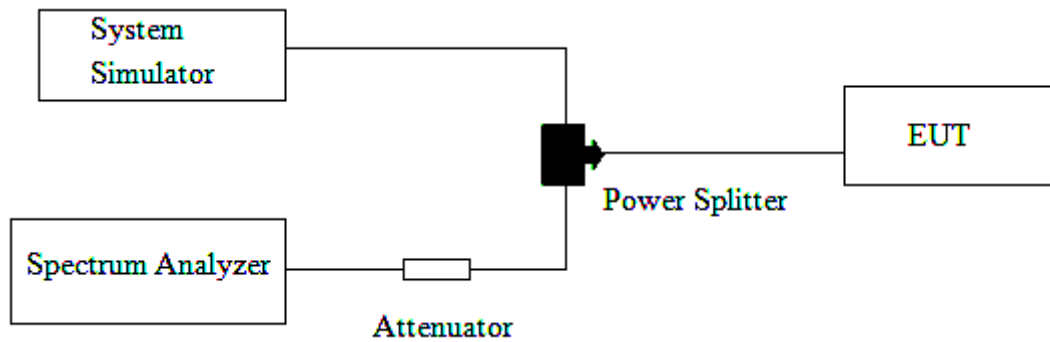 System
Simulator
EUT
Power Splitter
Spectrum Analyzer
Attenuator